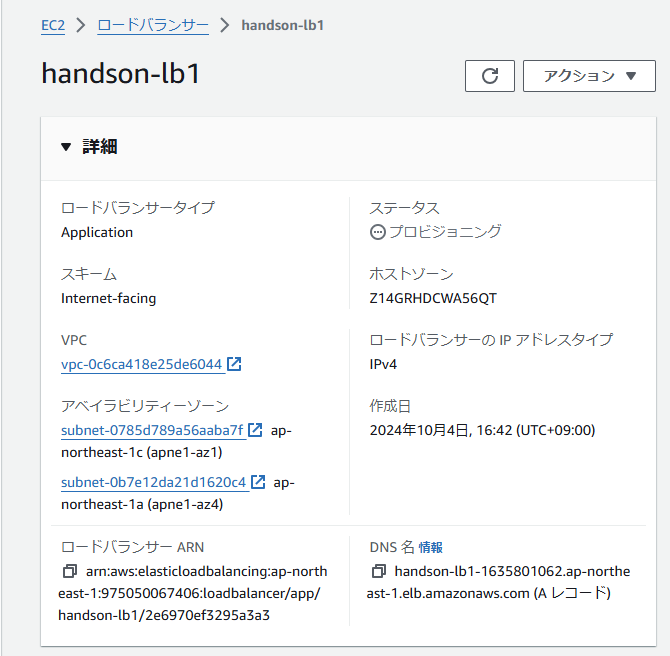 EC2 > ロードバランサー > handson-lb1
handson-lb1
アクション ▼
▼ 詳細
ロードバランサータイプ
Application
ステータス
プロビジョニング
スキーム
Internet-facing
ホストゾーン
Z14GRHDCWA56QT
VPC
vpc-0c6ca418e25de6044
ロードバランサーの IP アドレスタイプ
IPv4
アベイラビリティーゾーン
subnet-0785d789a56aaba7f ap-
northeast-1c (apne1-az1)
subnet-0b7e12da21d1620c4 ap-
northeast-1a (apne1-az4)
作成日
2024年10月4日, 16:42 (UTC+09:00)
ロードバランサー ARN
arn:aws:elasticloadbalancing:ap-north
east-1:975050067406:loadbalancer/app/
handson-lb1/2e6970ef3295a3a3
DNS 名 情報
handson-lb1-1635801062.ap-northe
ast-1.elb.amazonaws.com (A レコード)